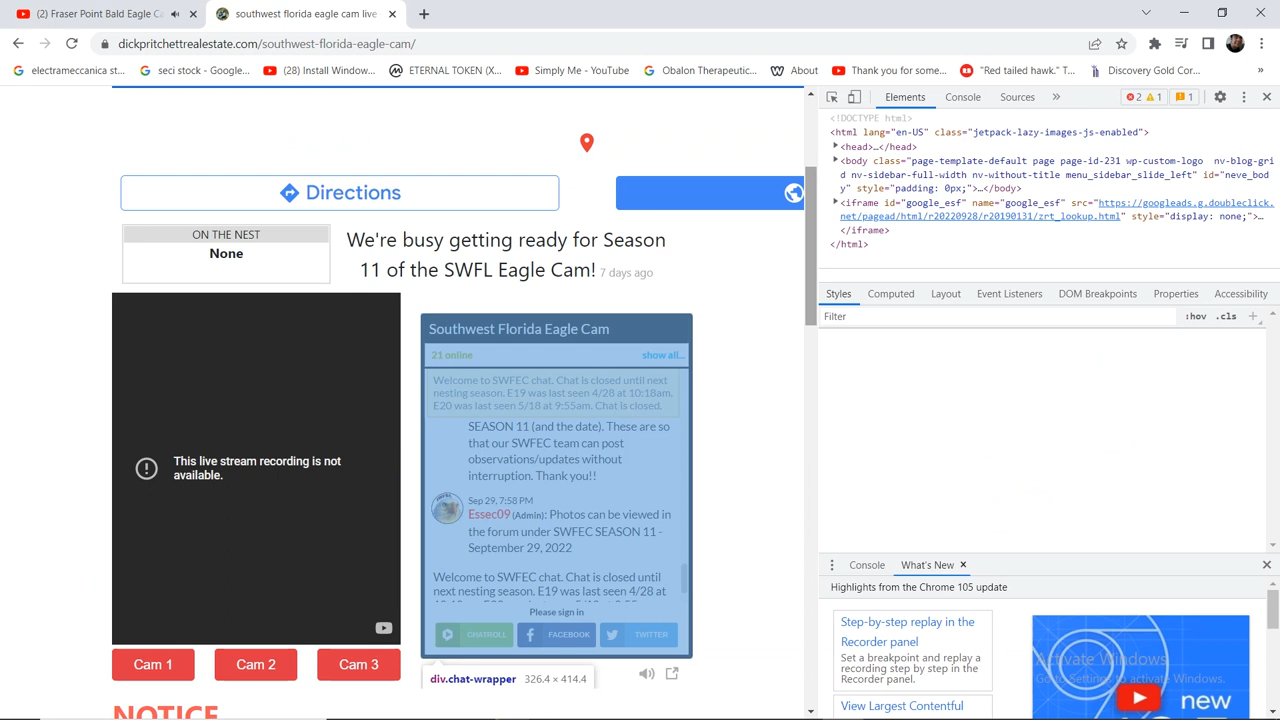 (2) Fraser Point Bald Eagle Ca
southwest florida eagle cam live
dickpritchettrealestate.com/southwest-florida-eagle-cam/
electrameccanica st...
seci stock - Google...
(28) Install Window...
ETERNAL TOKEN (X...
Simply Me - YouTube
Obalon Therapeutic...
About
Thank you for some...
"Red tailed hawk." T...
Discovery Gold Cor...
»
Directions
ON THE NEST
None
We're busy getting ready for Season
11 of the SWFL Eagle Cam! 7 days ago
This live stream recording is not
available.
Cam 1
Cam 2
Cam 3
NOTICE
Southwest Florida Eagle Cam
21 online
show all...
Welcome to SWFEC chat. Chat is closed until next
nesting season. E19 was last seen 4/28 at 10:18am.
E20 was last seen 5/18 at 9:55am. Chat is closed.
SEASON 11 (and the date). These are so
that our SWFEC team can post
observations/updates without
interruption. Thank you!!
Sep 29, 7:58 PM
Essec09 (Admin): Photos can be viewed in
the forum under SWFEC SEASON 11 -
September 29, 2022
Welcome to SWFEC chat. Chat is closed until
next nesting season. E19 was last seen 4/28 at
Please sign in
CHATROLL
FACEBOOK
TWITTER
div.chat-wrapper 326.4 × 414.4
Elements
Console
Sources
»
2
1
1
<!DOCTYPE html>
<html lang="en-US" class="jetpack-lazy-images-js-enabled">
<head>…</head>
<body class="page-template-default page page-id-231 wp-custom-logo nv-blog-gri
d nv-sidebar-full-width nv-without-title menu_sidebar_slide_left" id="neve_bod
y" style="padding: 0px;">…</body>
<iframe id="google_esf" name="google_esf" src="https://googleads.g.doubleclick.
net/pagead/html/r20220928/r20190131/zrt_lookup.html" style="display: none;">…
</iframe>
</html>
Styles
Computed
Layout
Event Listeners
DOM Breakpoints
Properties
Accessibility
Filter
:hov
.cls
+
Console
What's New
Highlights from the Chrome 105 update
Step-by-step replay in the
Recorder panel
Set a breakpoint and replay a
recording step by step in the
Recorder panel.
View Largest Contentful
Activate Windows
Go to Settings to activate Windows.
new